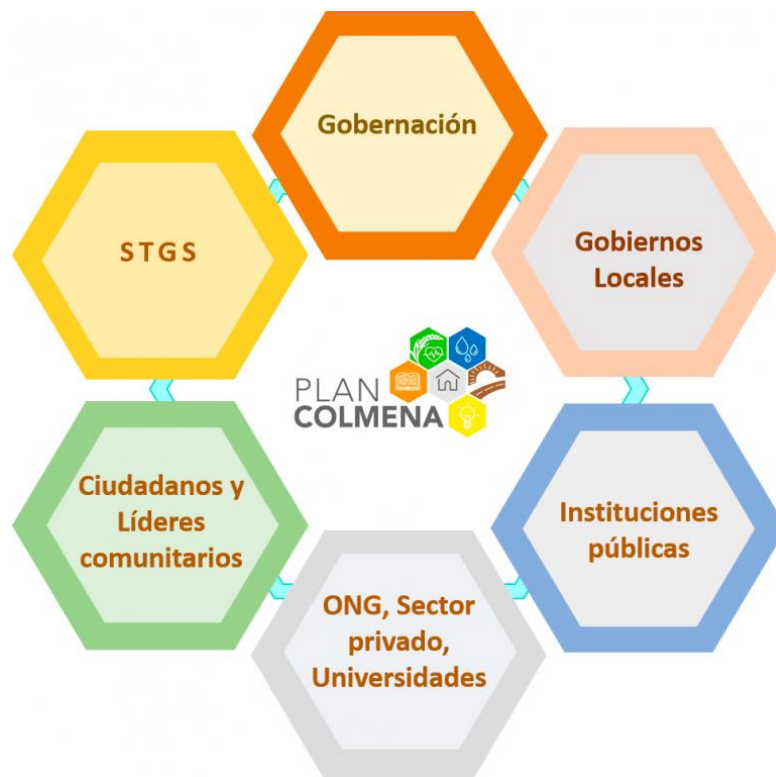 Gobernación
Gobiernos
Locales
Instituciones
públicas
ONG, Sector
privado,
Universidades
Ciudadanos y
Líderes
comunitarios
STGS
PLAN
COLMENA